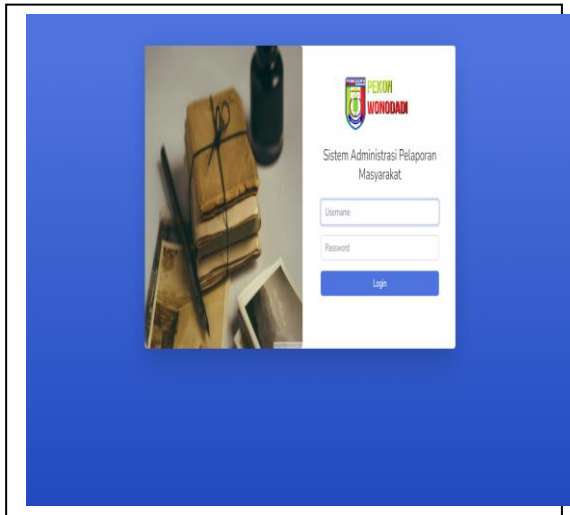 PEKON
WONODADI
Sistem Administrasi Pelaporan
Masyarakat
Username
Password
Login